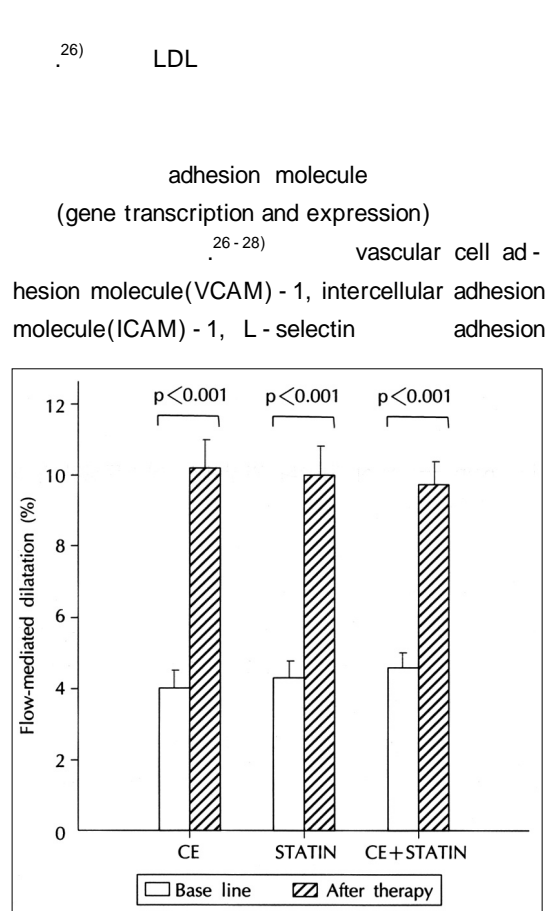 .26) LDL
adhesion molecule
(gene transcription and expression)
.26-28) vascular cell ad-
hesion molecule(VCAM)-1, intercellular adhesion
molecule(ICAM)-1, L-selectin adhesion
p<0.001 p<0.001 p<0.001
12
10
8
6
4
2
0
Flow-mediated dilatation (%)
CE STATIN CE+STATIN
Base line After therapy